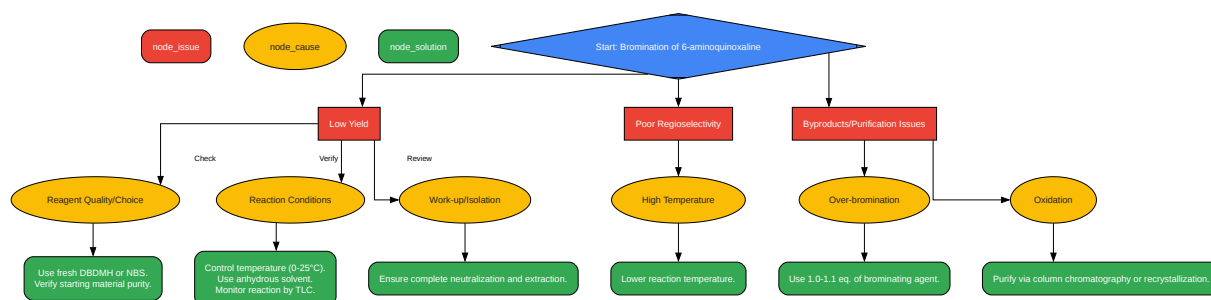 node_issue
node_cause
node_solution
Start: Bromination of 6-aminoquinoxaline
Low Yield
Poor Regioselectivity
Byproducts/Purification Issues
Check
Verify
Review
Reagent Quality/Choice
Reaction Conditions
Work-up/Isolation
High Temperature
Over-bromination
Oxidation
Use fresh DBDMH or NBS.
Verify starting material purity.
Control temperature (0-25°C).
Use anhydrous solvent.
Monitor reaction by TLC.
Ensure complete neutralization and extraction.
Lower reaction temperature.
Use 1.0-1.1 eq. of brominating agent.
Purify via column chromatography or recrystallization.